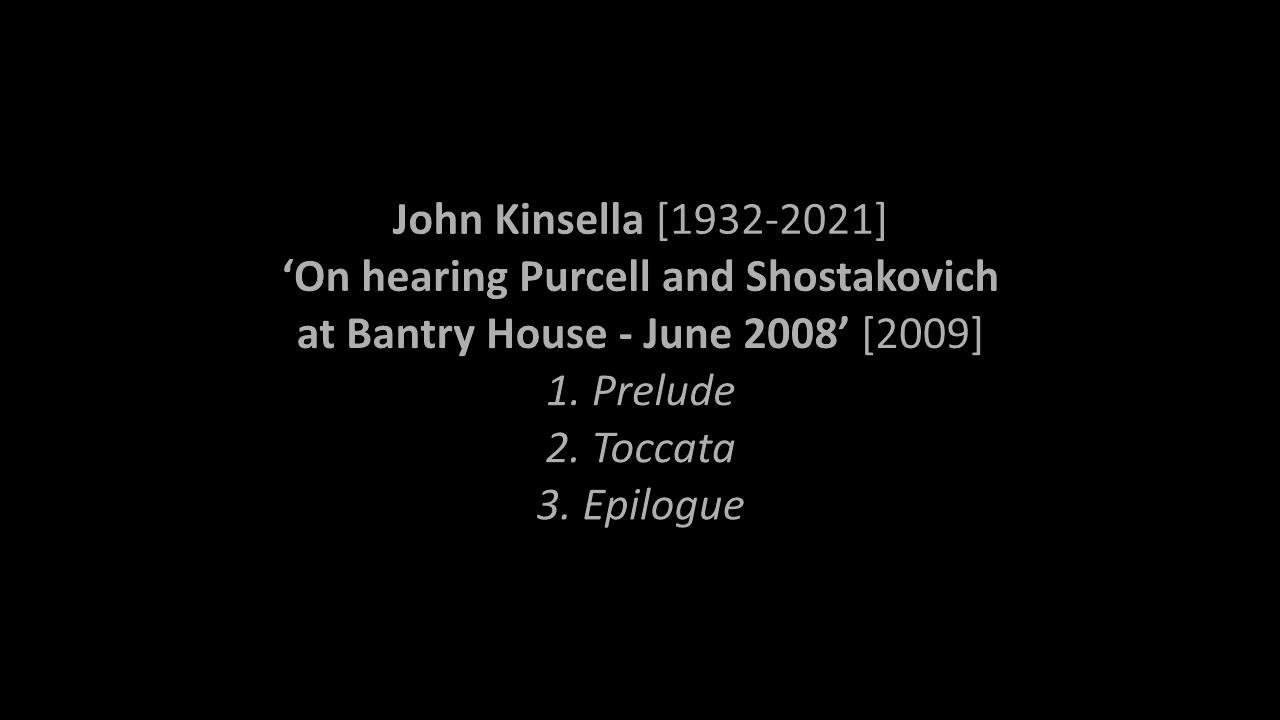 John Kinsella [1932-2021]
‘On hearing Purcell and Shostakovich
at Bantry House - June 2008’ [2009]
1. Prelude
2. Toccata
3. Epilogue